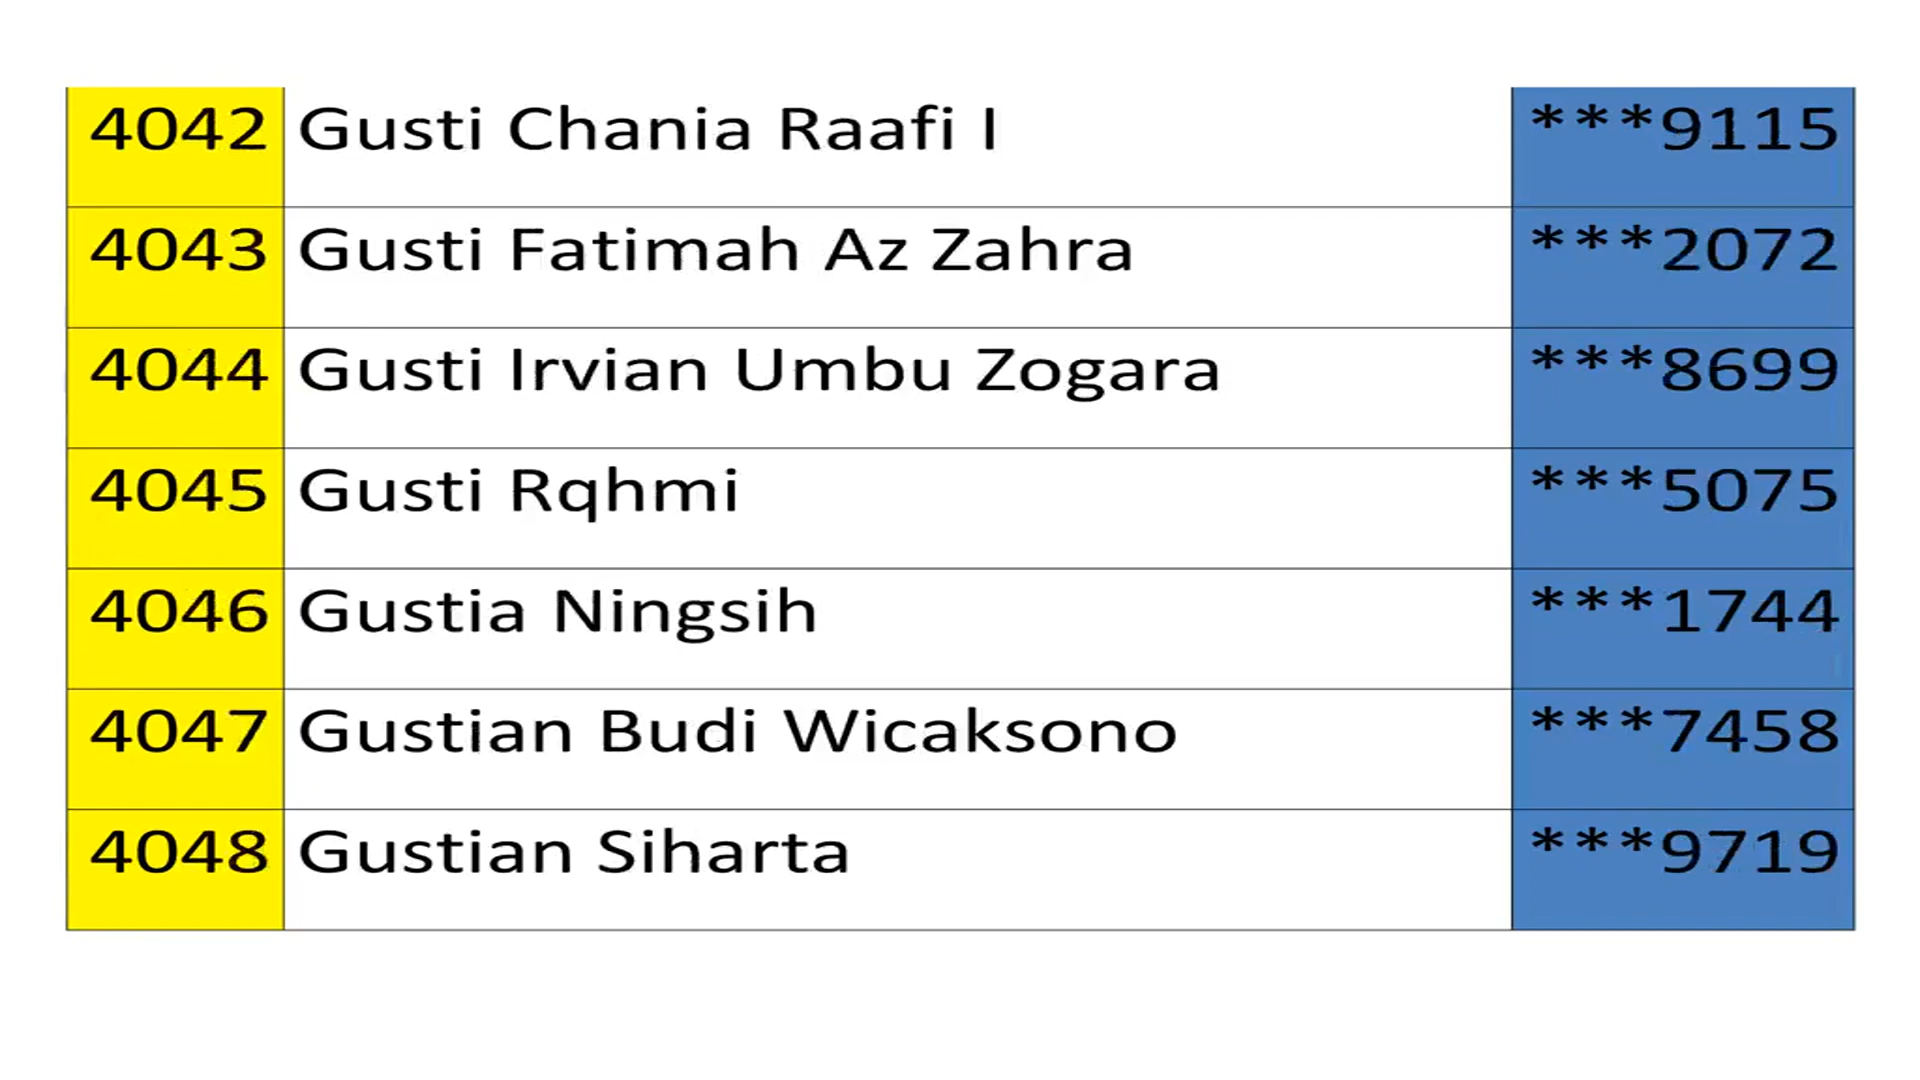 4042 Gusti Chania Raafi I ***9115
4043 Gusti Fatimah Az Zahra ***2072
4044 Gusti Irvian Umbu Zogara ***8699
4045 Gusti Rqhmi ***5075
4046 Gustia Ningsih ***1744
4047 Gustian Budi Wicaksono ***7458
4048 Gustian Siharta ***9719